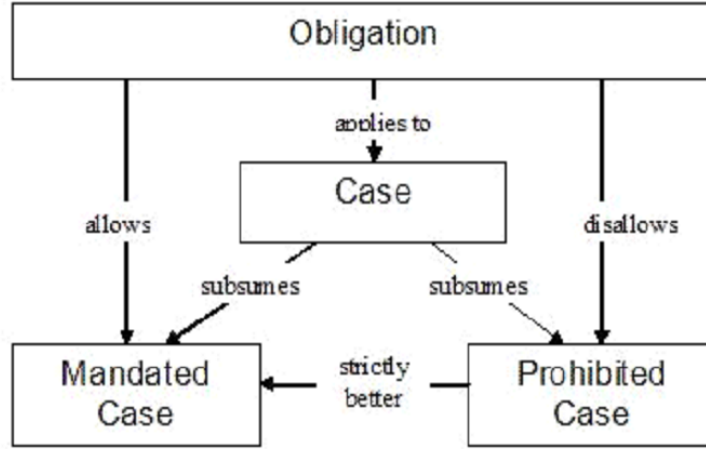 Obligation
applies to
Case
allows
disallows
subsumes
subsumes
Mandated
Case
strictly
better
Prohibited
Case